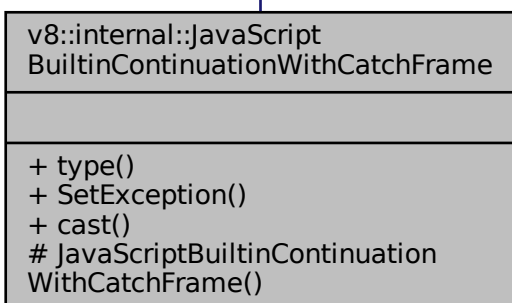 v8::internal::JavaScript
BuiltinContinuationWithCatchFrame
+ type()
+ SetException()
+ cast()
# JavaScriptBuiltinContinuation
WithCatchFrame()